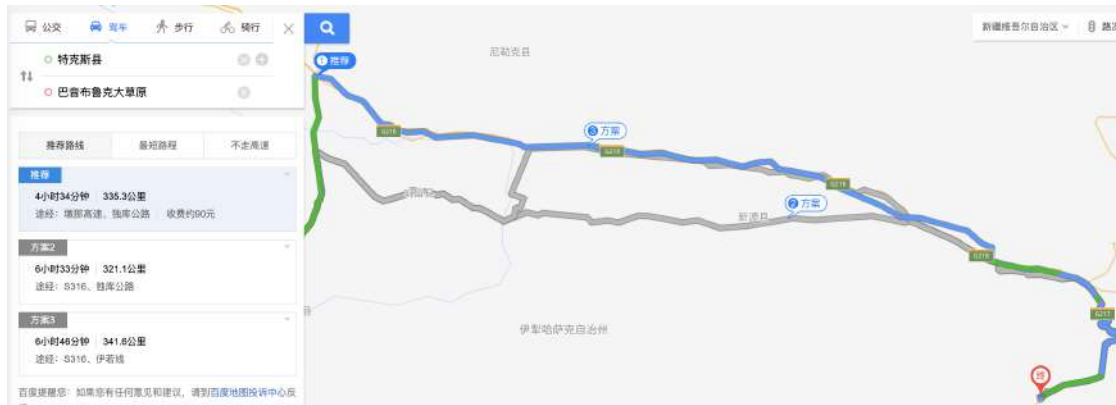 公交 驾车 步行 骑行
特克斯县
巴音布鲁克大草原
推荐路线 最短路程 不走高速
推荐
4小时34分钟 335.3公里
途经：墩那高速、独库公路 收费约90元
方案2
6小时33分钟 321.1公里
途经：S316、独库公路
方案3
6小时46分钟 341.6公里
途经：S316、伊若线
百度提醒您：如果您有任何意见和建议，请到百度地图投诉中心反
新疆维吾尔自治区
尼勒克县
1 推荐
G218
3 方案
G218
G218
2 方案
新源县
G218
G217
伊犁哈萨克自治州
终